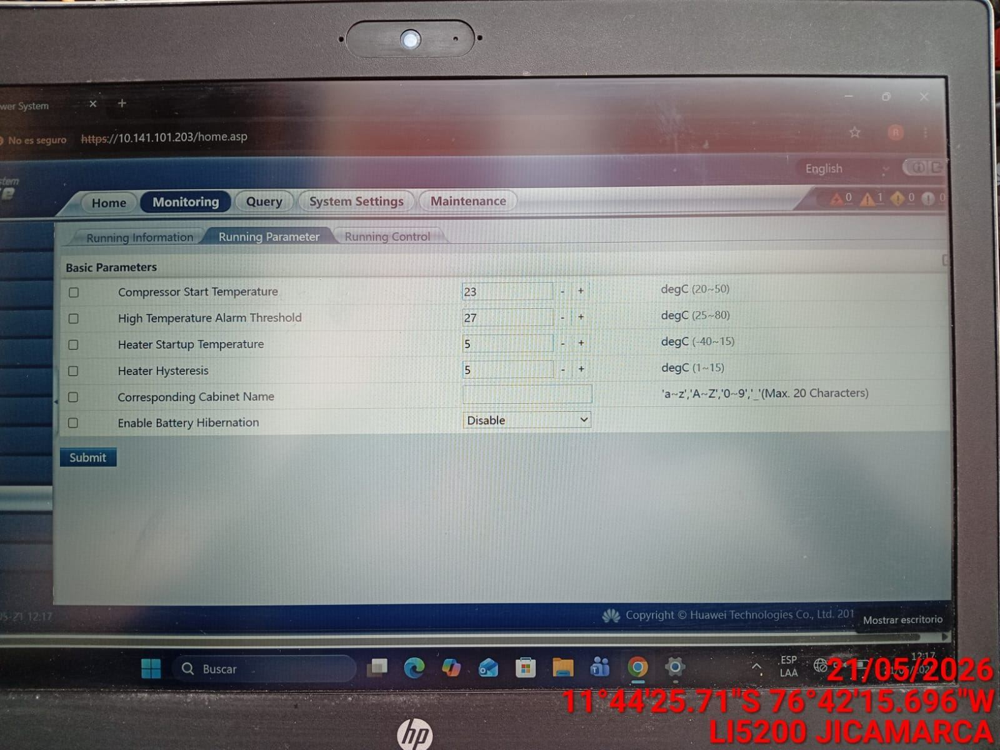 wer System
No es seguro https://10.141.101.203/home.asp
R
English
Home Monitoring Query System Settings Maintenance
0 1 0 0
Running Information Running Parameter Running Control
Basic Parameters
Compressor Start Temperature 23 - + degC (20~50)
High Temperature Alarm Threshold 27 - + degC (25~80)
Heater Startup Temperature 5 - + degC (-40~15)
Heater Hysteresis 5 - + degC (1~15)
Corresponding Cabinet Name 'a~z','A~Z','0~9','_'(Max. 20 Characters)
Enable Battery Hibernation Disable
Submit
05-21 12:17
Copyright © Huawei Technologies Co., Ltd. 201
Mostrar escritorio
Buscar
ESP
LAA
12:17
21/05/2026
11°44'25.71"S 76°42'15.696"W
LI5200 JICAMARCA
hp